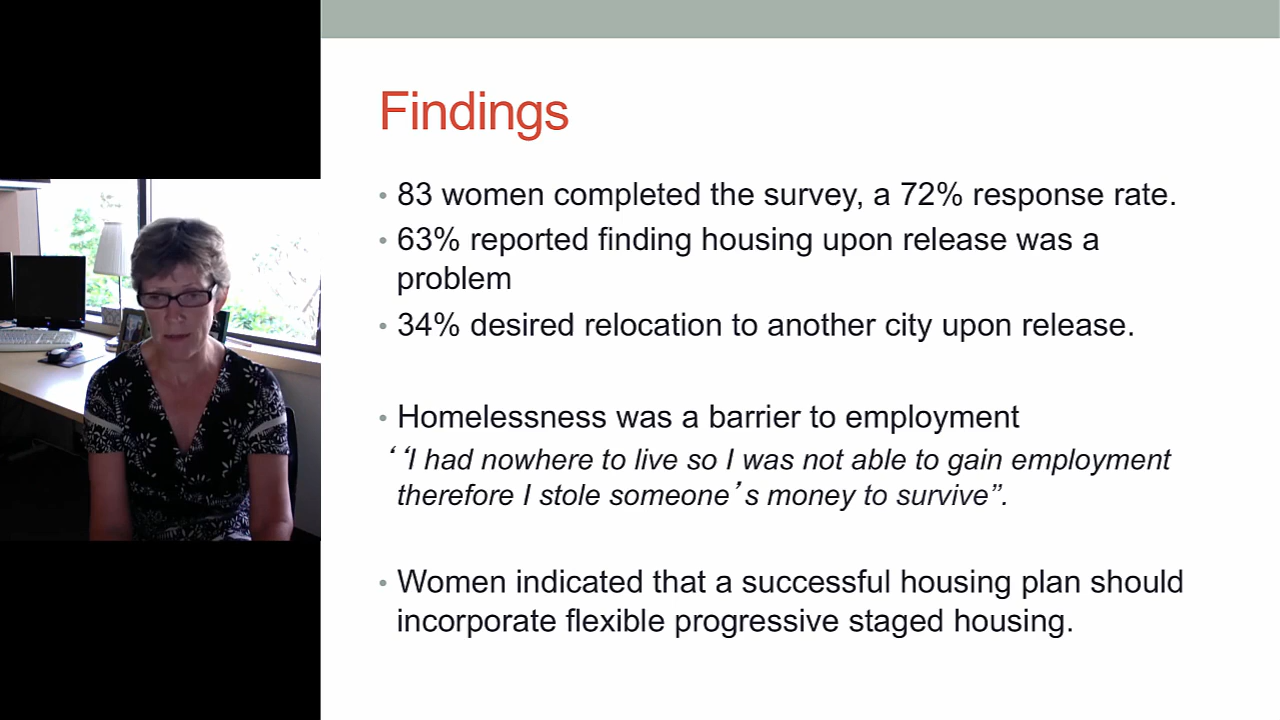 Findings
• 83 women completed the survey, a 72% response rate.
• 63% reported finding housing upon release was a
problem
• 34% desired relocation to another city upon release.
• Homelessness was a barrier to employment
‘‘I had nowhere to live so I was not able to gain employment
therefore I stole someone’s money to survive”.
• Women indicated that a successful housing plan should
incorporate flexible progressive staged housing.